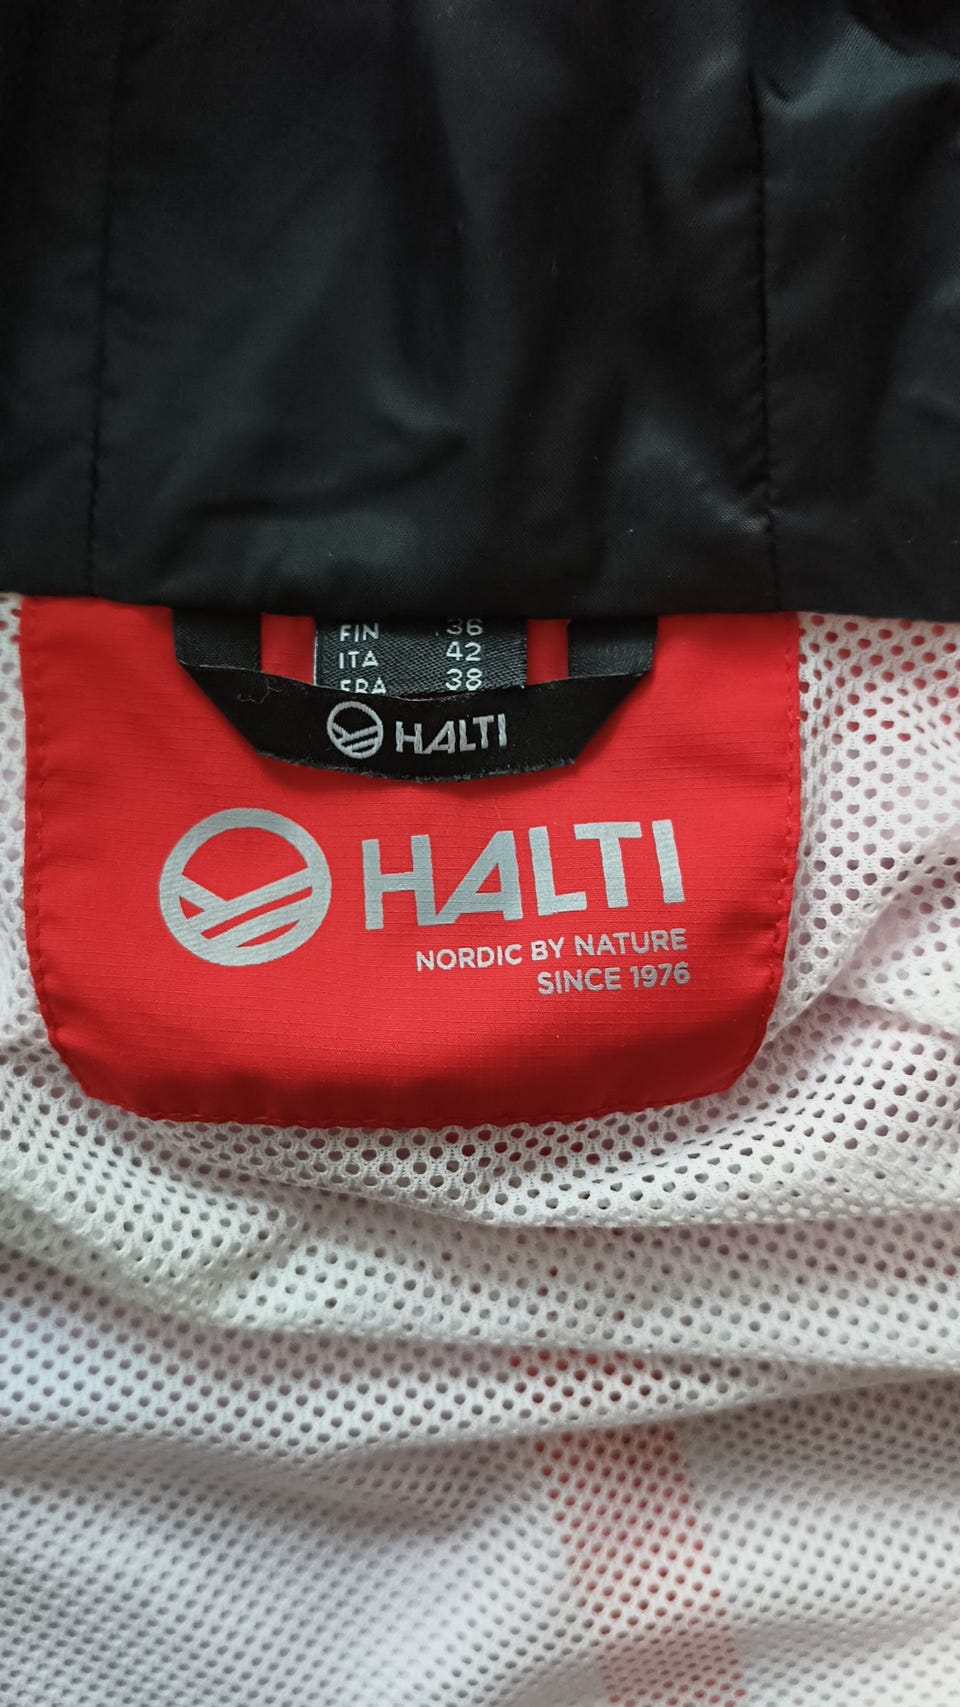 FIN 36
ITA 42
FRA 38
HALTI
HALTI
NORDIC BY NATURE
SINCE 1976